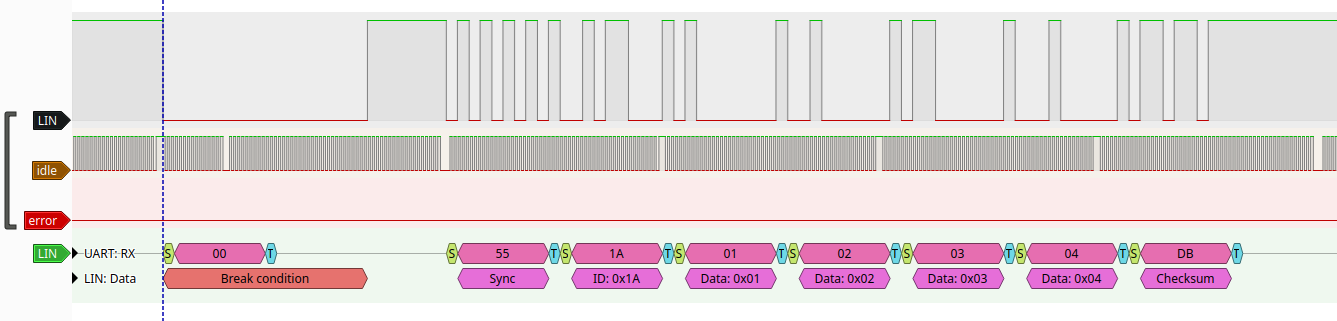 LIN
idle
error
LIN UART: RX S 00 T S 55 T S 1A T S 01 T S 02 T S 03 T S 04 T S DB T
LIN: Data Break condition Sync ID: 0x1A Data: 0x01 Data: 0x02 Data: 0x03 Data: 0x04 Checksum